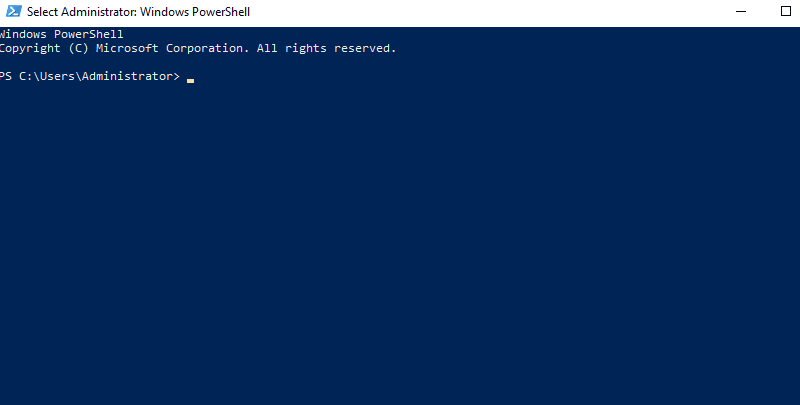 Select Administrator: Windows PowerShell
Windows PowerShell
Copyright (C) Microsoft Corporation. All rights reserved.
PS C:\Users\Administrator>